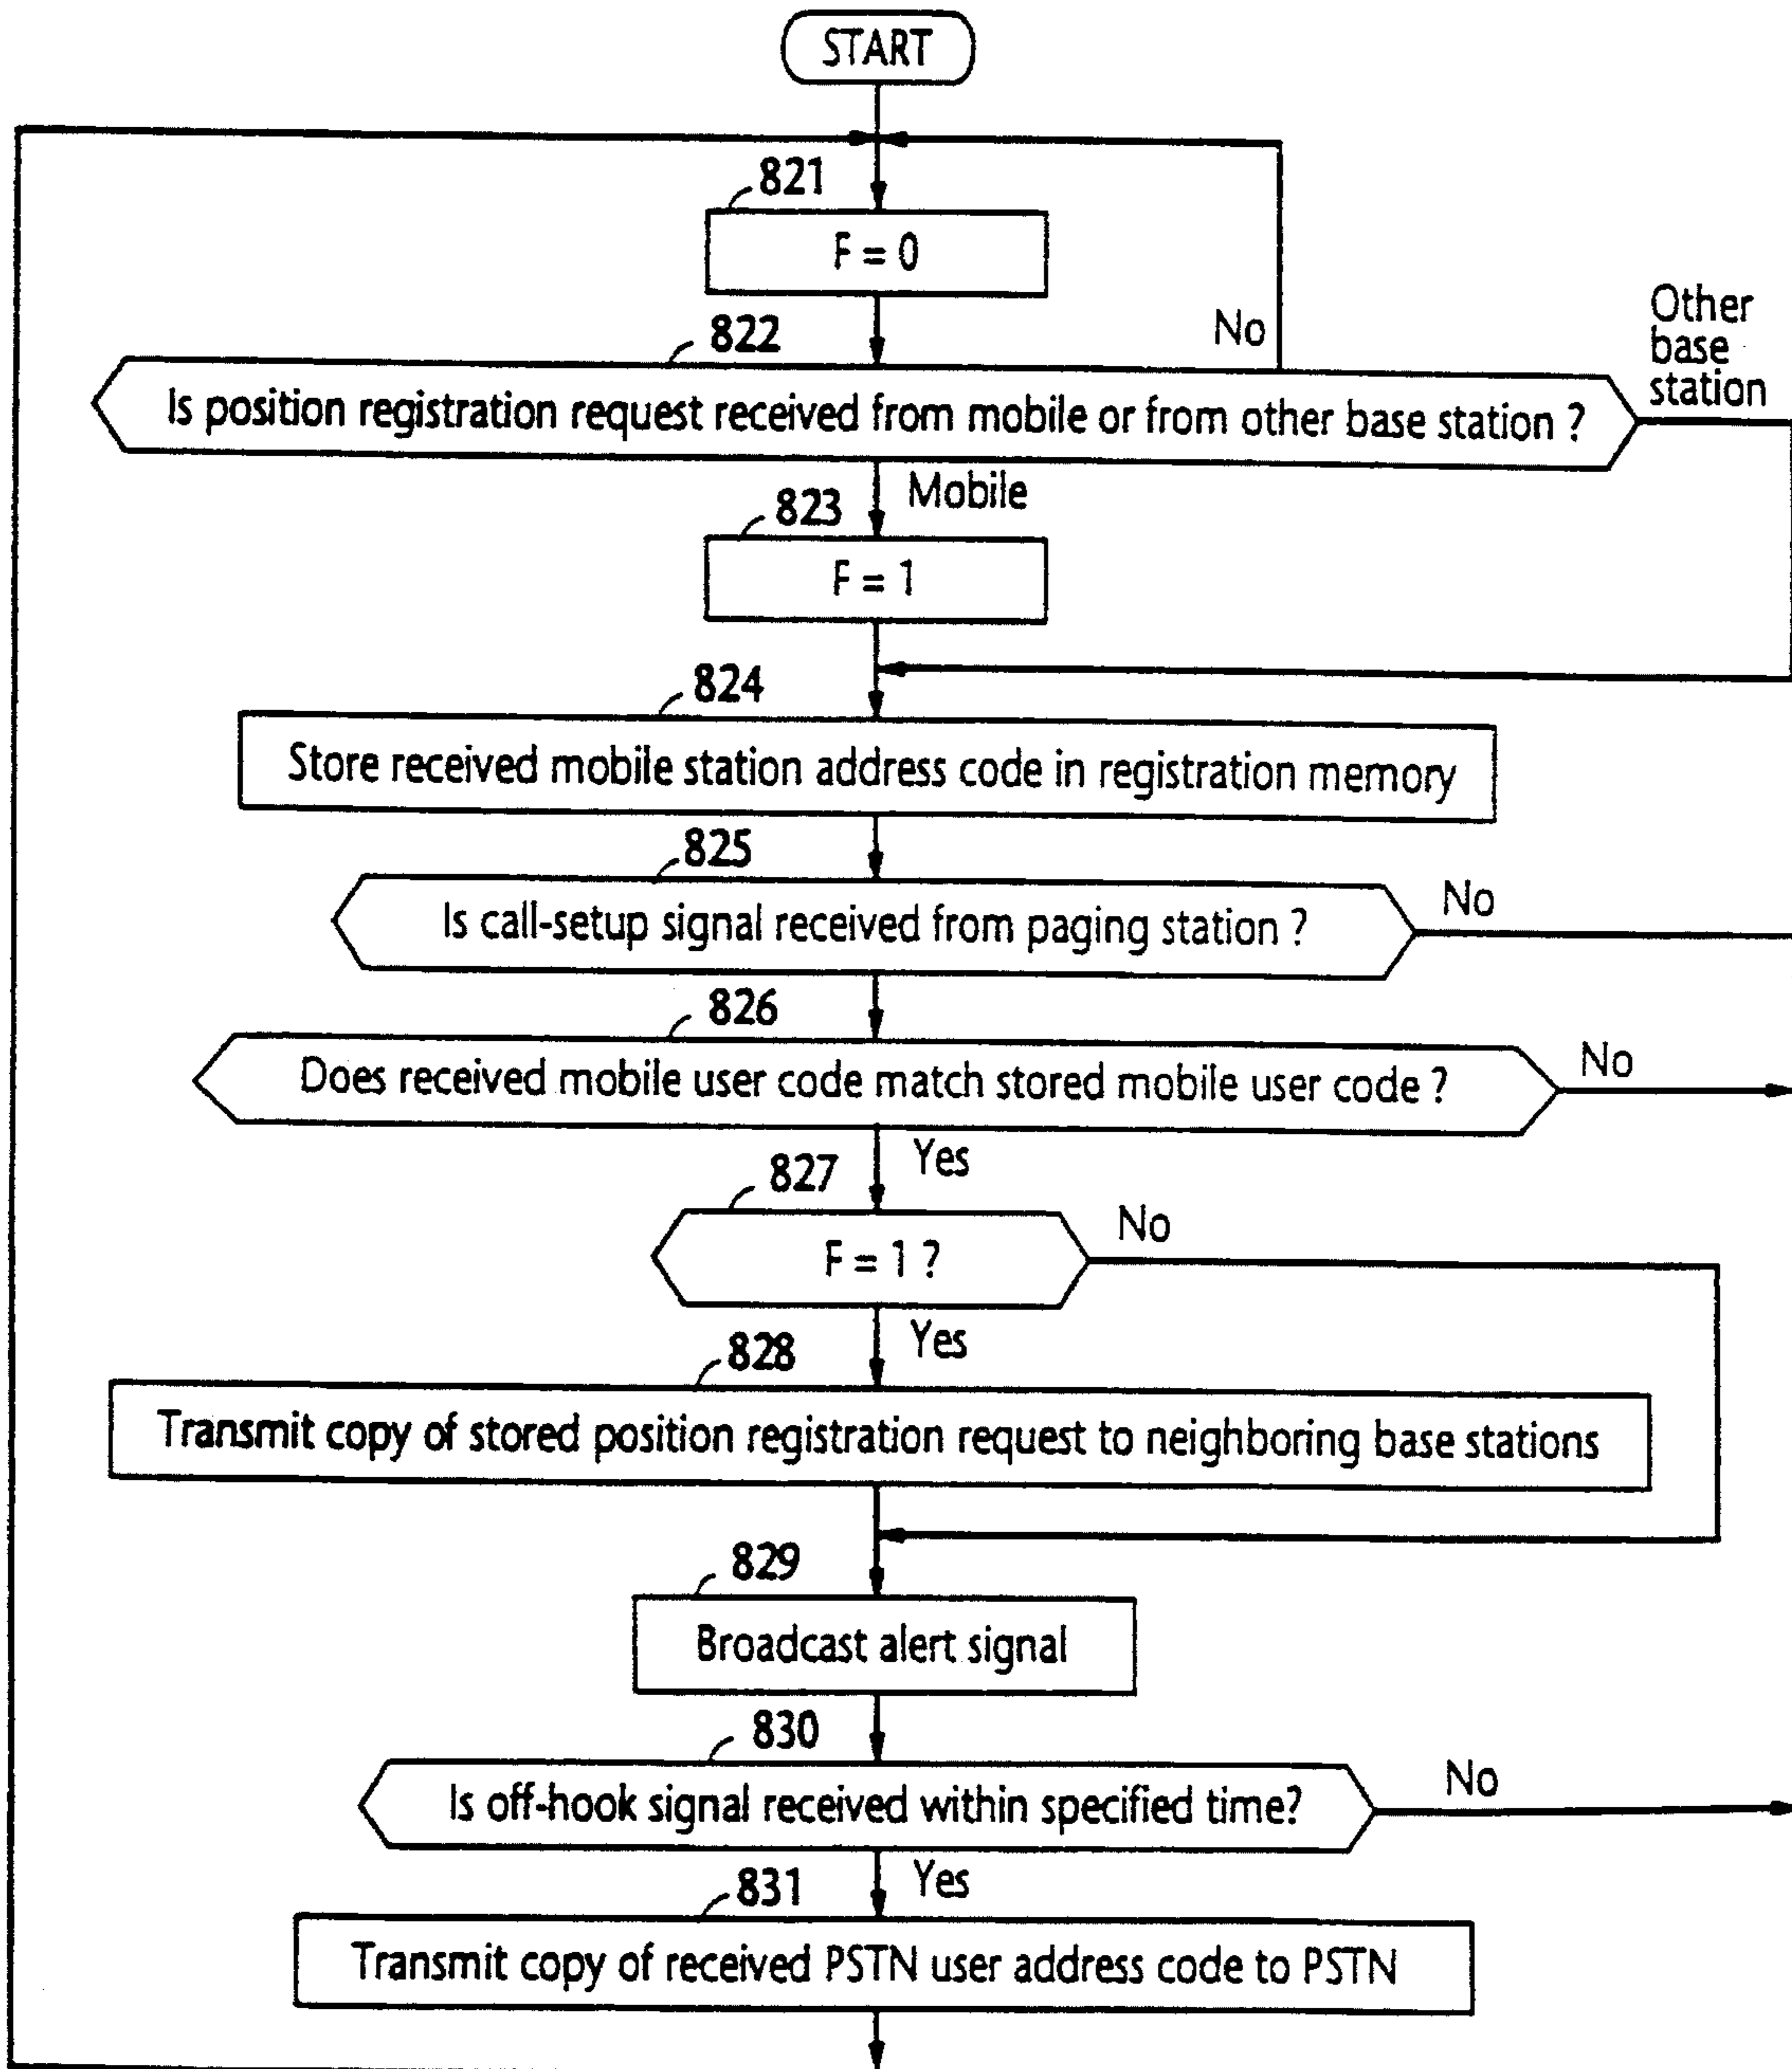 START
821
F = 0
822
No
Other
base
station
Is position registration request received from mobile or from other base station ?
Mobile
823
F = 1
824
Store received mobile station address code in registration memory
825
Is call-setup signal received from paging station ?
No
826
Does received mobile user code match stored mobile user code ?
No
Yes
827
F = 1 ?
No
Yes
828
Transmit copy of stored position registration request to neighboring base stations
829
Broadcast alert signal
830
Is off-hook signal received within specified time?
No
Yes
831
Transmit copy of received PSTN user address code to PSTN